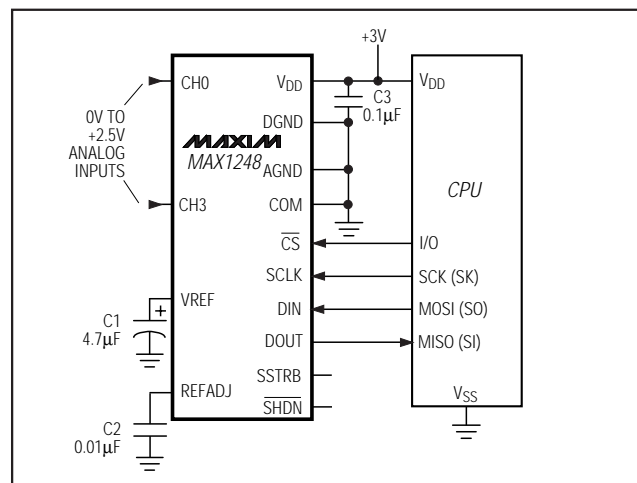 +3V
CH0
VDD
VDD
C3
0.1µF
0V TO
+2.5V
ANALOG
INPUTS
DGND
MAXIM
MAX1248
AGND
CPU
CH3
COM
CS
I/O
SCLK
SCK (SK)
VREF
DIN
MOSI (SO)
C1
4.7µF
+
DOUT
MISO (SI)
SSTRB
REFADJ
SHDN
VSS
C2
0.01µF